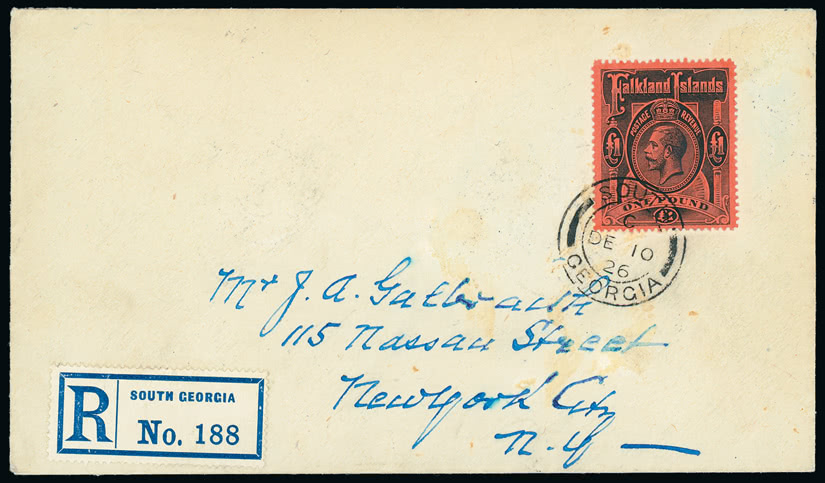 Falkland Islands
POSTAGE REVENUE
£1 £1
ONE POUND
SOUTH
C
DE 10
26
GEORGIA
Mr J. A. Galbraith
115 Nassau Street
New York City
N. Y —
R SOUTH GEORGIA
No. 188